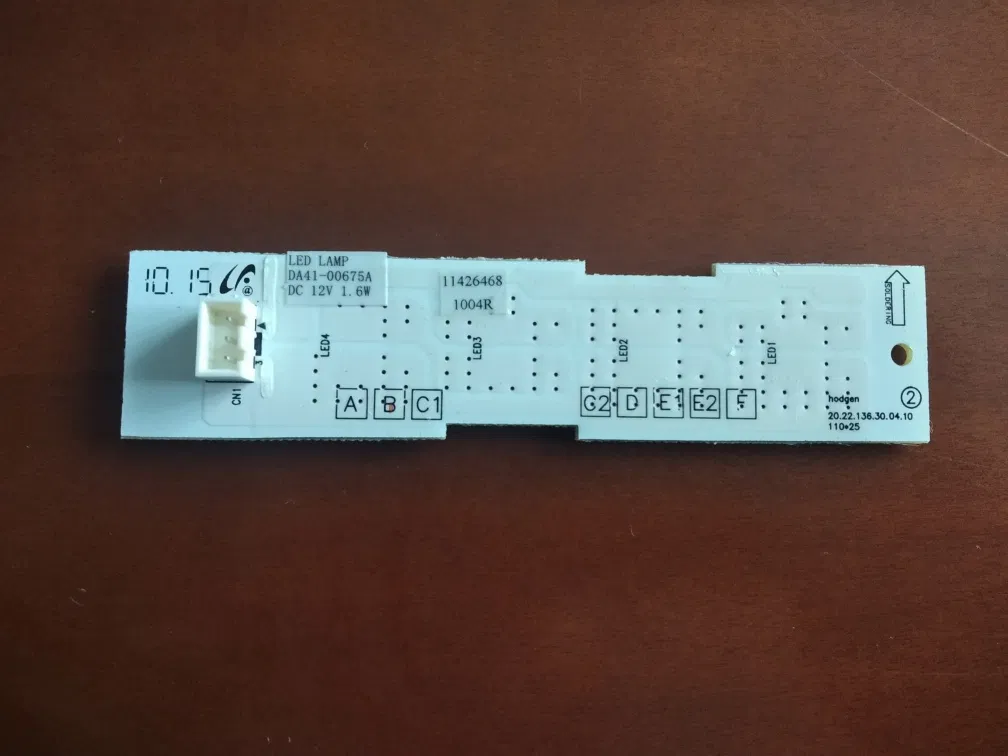 10. 15
®
LED LAMP
DA41-00675A
DC 12V 1.6W
11426468
1004R
SOLDERING
3
CN1
LED4
LED3
LED2
LED1
A B C1 G2 D E1 E2 F
hodgen
2
20.22.136.30.04.10
110*25